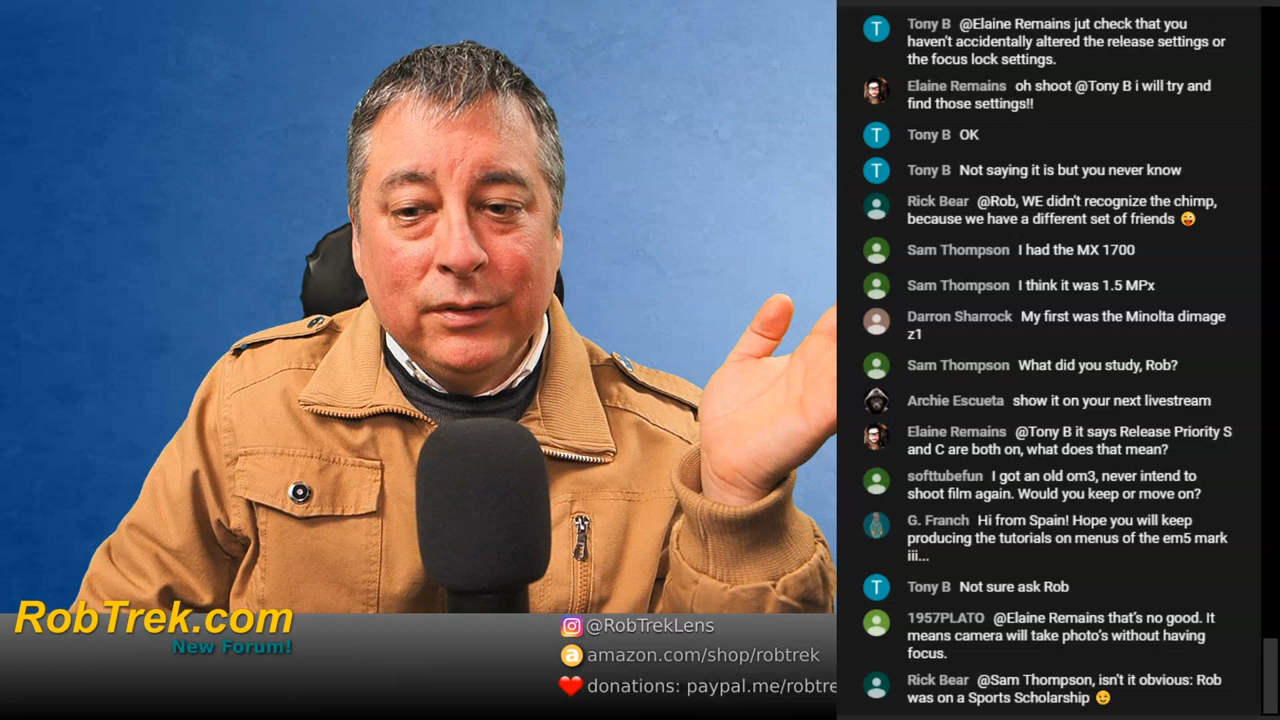 Tony B @Elaine Remains jut check that you
haven't accidentally altered the release settings or
the focus lock settings.
Elaine Remains oh shoot @Tony B i will try and
find those settings!!
T Tony B OK
T Tony B Not saying it is but you never know
Rick Bear @Rob, WE didn't recognize the chimp,
because we have a different set of friends 😜
Sam Thompson I had the MX 1700
Sam Thompson I think it was 1.5 MPx
Darron Sharrock My first was the Minolta dimage
z1
Sam Thompson What did you study, Rob?
Archie Escueta show it on your next livestream
Elaine Remains @Tony B it says Release Priority S
and C are both on, what does that mean?
softtubefun I got an old om3, never intend to
shoot film again. Would you keep or move on?
G. Franch Hi from Spain! Hope you will keep
producing the tutorials on menus of the em5 mark
iii...
T Tony B Not sure ask Rob
1957PLATO @Elaine Remains that's no good. It
means camera will take photo's without having
focus.
Rick Bear @Sam Thompson, isn't it obvious: Rob
was on a Sports Scholarship 😉
RobTrek.com
New Forum!
@RobTrekLens
a amazon.com/shop/robtrek
donations: paypal.me/robtre